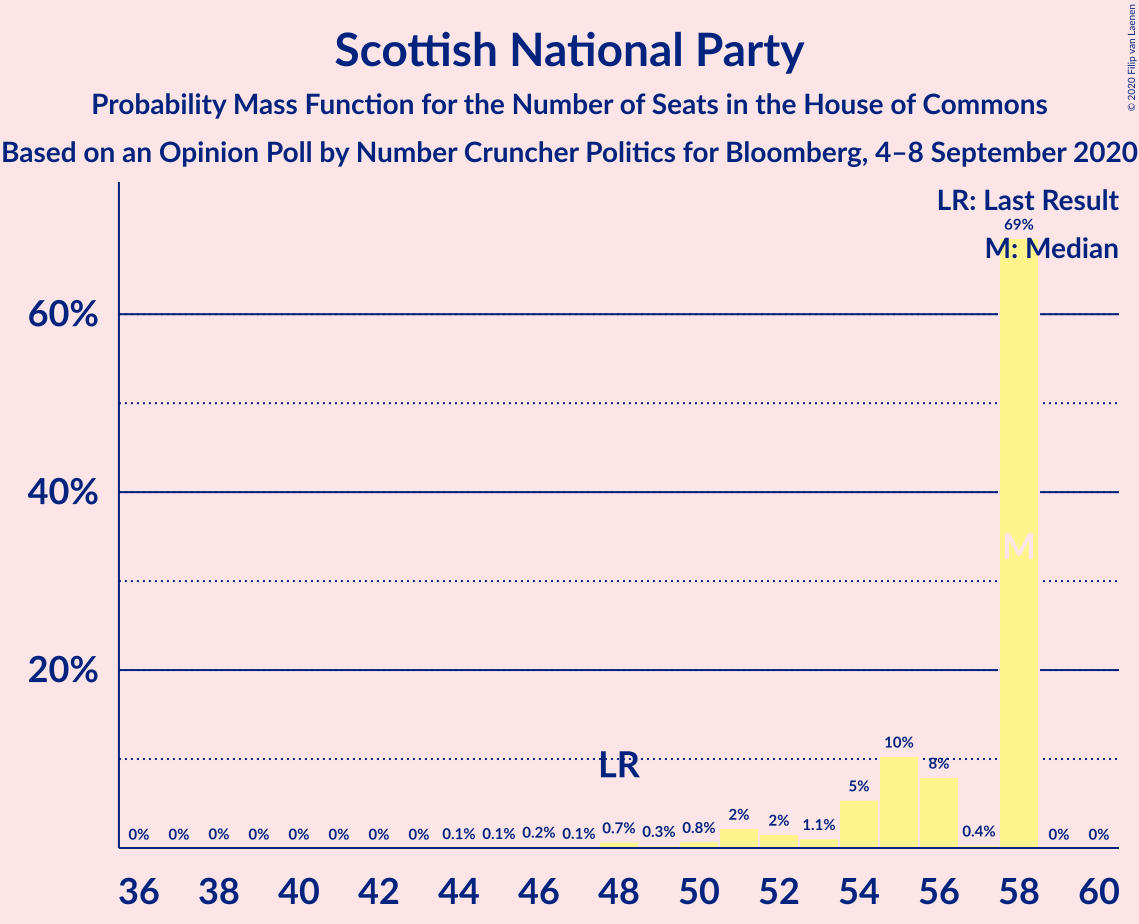 Scottish National Party
Probability Mass Function for the Number of Seats in the House of Commons
Based on an Opinion Poll by Number Cruncher Politics for Bloomberg, 4–8 September 2020
© 2020 Filip van Laenen
LR: Last Result
69%
M: Median
60%
40%
M
20%
LR
0% 0% 0% 0% 0% 0% 0% 0% 0.1% 0.1% 0.2% 0.1% 0.7% 0.3% 0.8% 2% 2% 1.1% 5% 10% 8% 0.4% 0% 0%
36 38 40 42 44 46 48 50 52 54 56 58 60